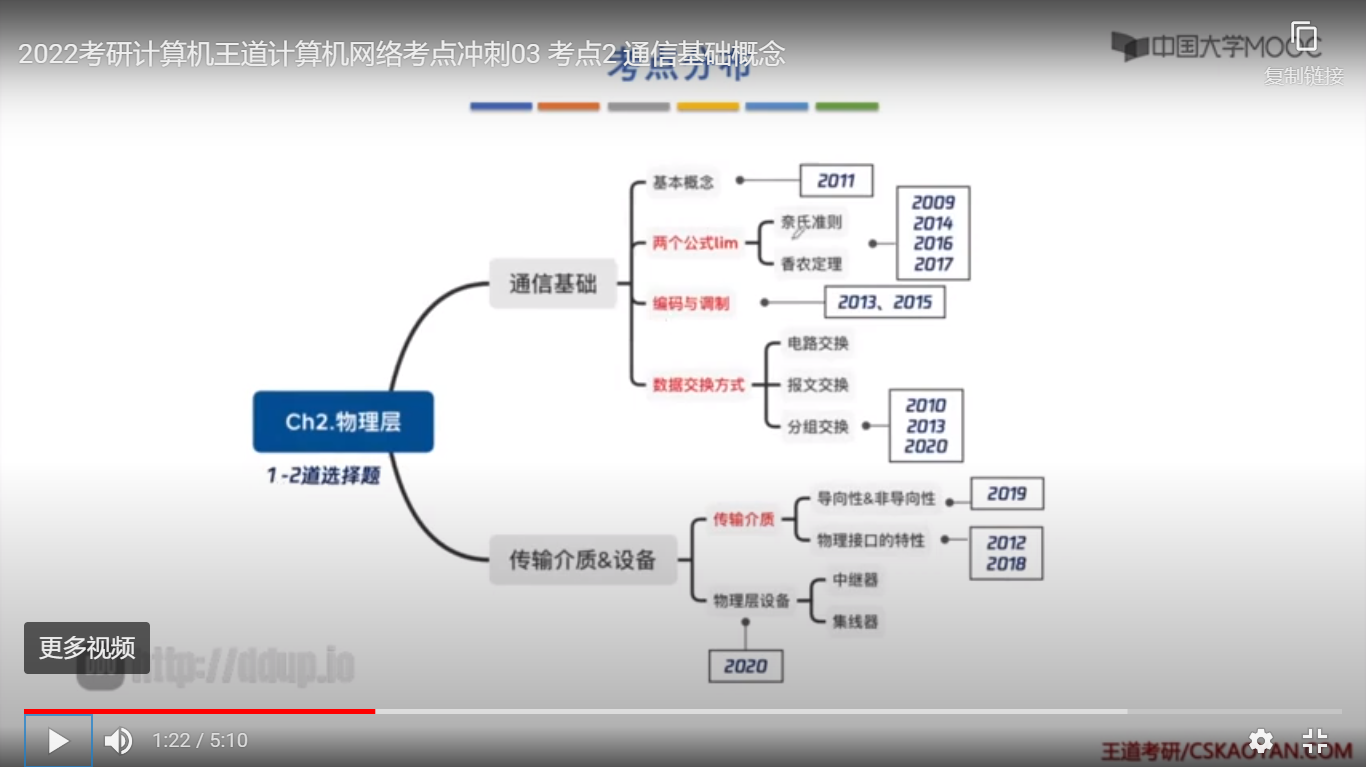 2022考研计算机王道计算机网络考点冲刺03 考点2 通信基础概念
考点分布
中国大学MOOC
复制链接
基本概念
2011
两个公式lim
奈氏准则
香农定理
2009
2014
2016
2017
通信基础
编码与调制
2013、2015
数据交换方式
电路交换
报文交换
分组交换
2010
2013
2020
Ch2.物理层
1-2道选择题
传输介质&设备
传输介质
导向性&非导向性
2019
物理接口的特性
2012
2018
物理层设备
中继器
集线器
2020
更多视频
http://ddup.io
1:22 / 5:10
王道考研/CSKAOYAN.COM